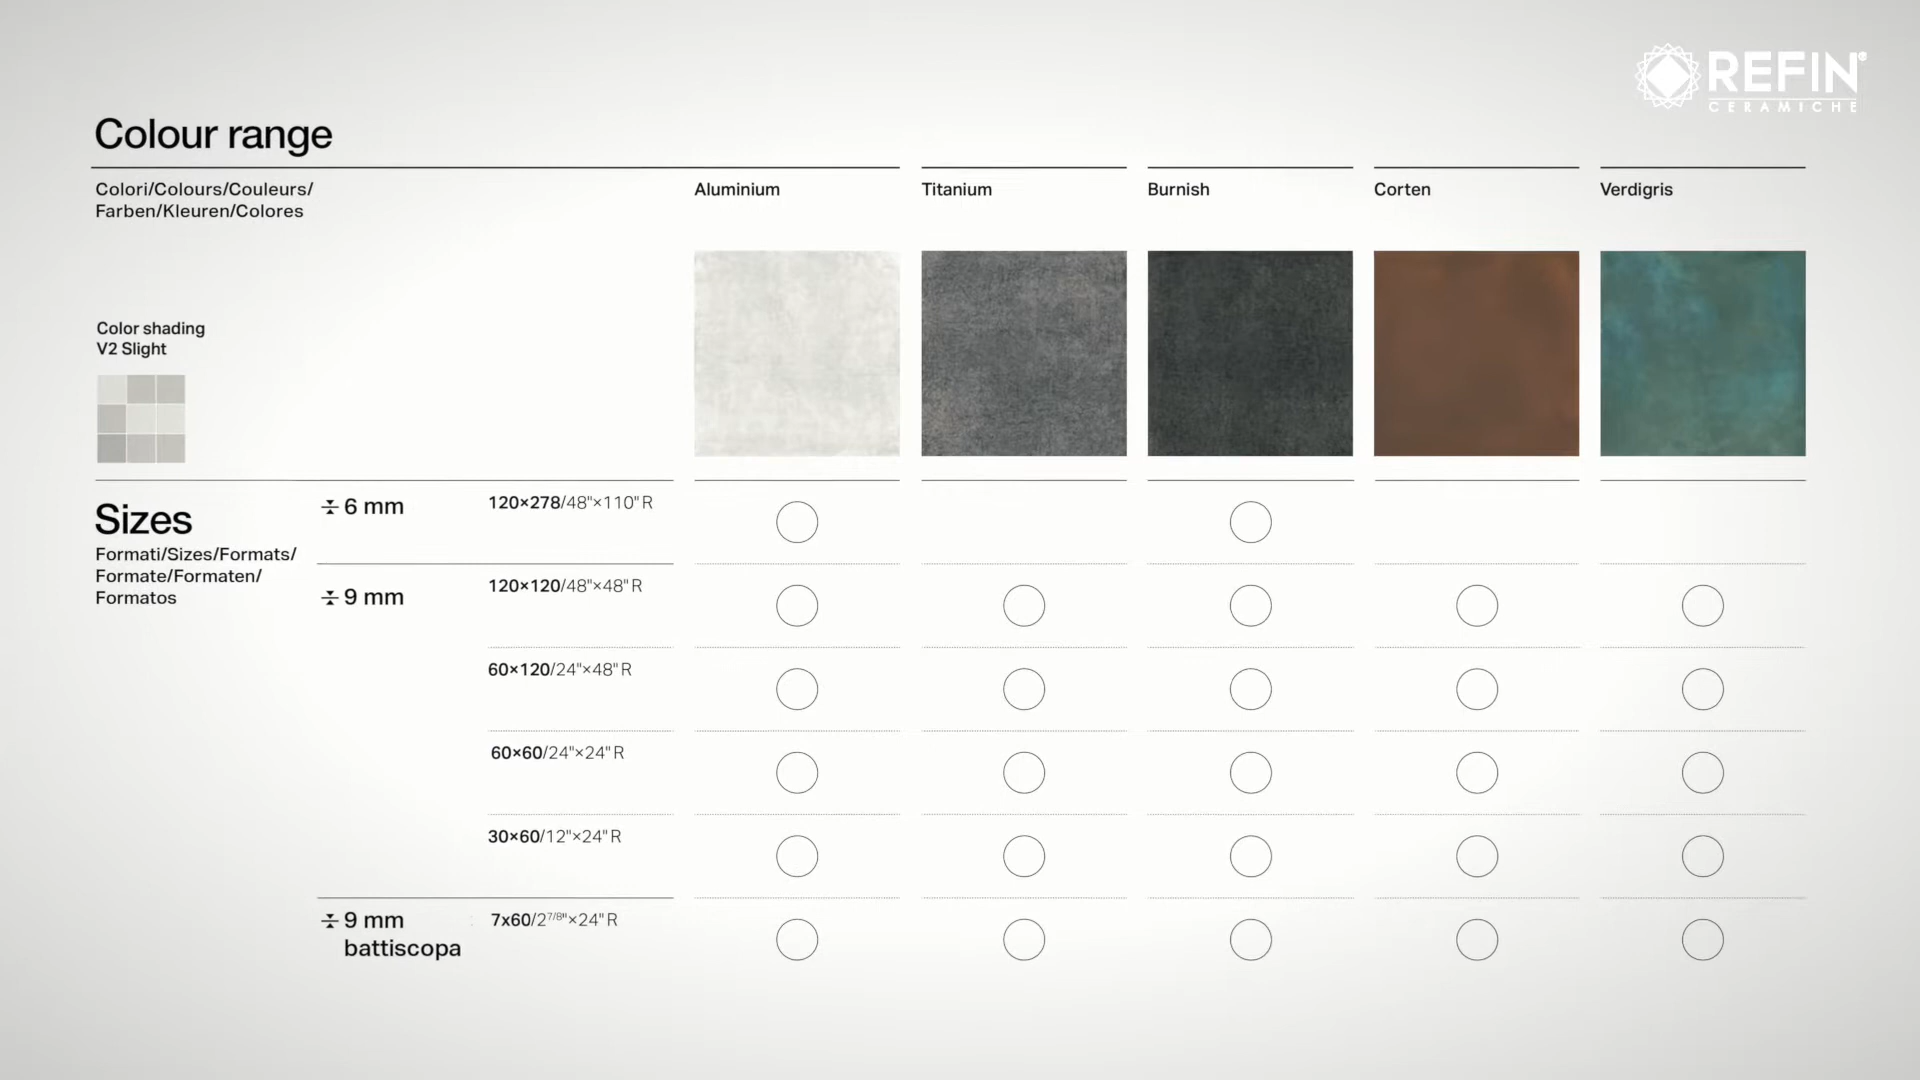 REFIN®
CERAMICHE
Colour range
Colori/Colours/Couleurs/
Farben/Kleuren/Colores
Aluminium
Titanium
Burnish
Corten
Verdigris
Color shading
V2 Slight
Sizes
Formati/Sizes/Formats/
Formate/Formaten/
Formatos
6 mm
120×278/48"×110" R
9 mm
120×120/48"×48" R
60×120/24"×48" R
60×60/24"×24" R
30×60/12"×24" R
9 mm
battiscopa
7x60/2 7/8"×24" R